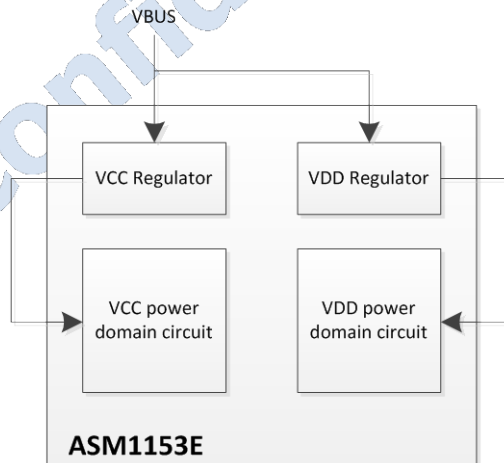 VBUS
VCC Regulator
VDD Regulator
VCC power
domain circuit
VDD power
domain circuit
ASM1153E